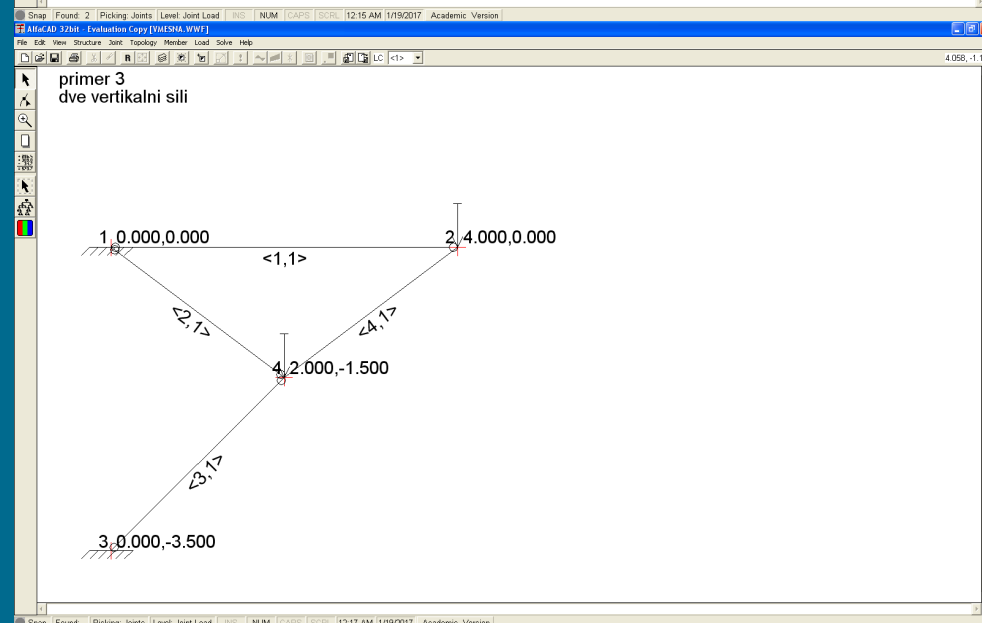 Snap Found: 2 Picking: Joints Level: Joint Load INS NUM CAPS SCRL 12:15 AM 1/19/2017 Academic Version
AlfaCAD 32bit - Evaluation Copy [VMESNA.WWF]
File Edit View Structure Joint Topology Member Load Solve Help
R LC <1> 4.058, -1.1
primer 3
dve vertikalni sili
1 0.000,0.000
2 4.000,0.000
<1,1>
<2,1>
<4,1>
4 2.000,-1.500
<3,1>
3 0.000,-3.500
Snap Found: Picking: Joints Level: Joint Load INS NUM CAPS SCRL 12:17 AM 1/19/2017 Academic Version